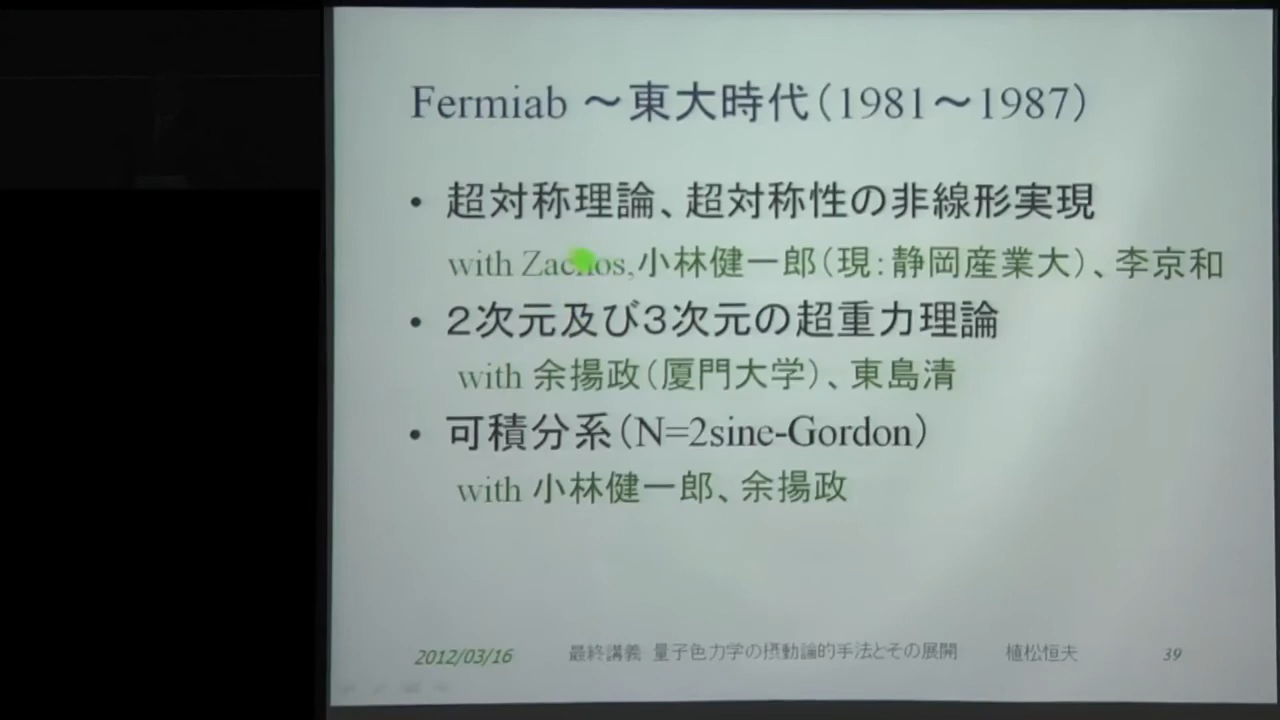 Fermiab ～東大時代（1981～1987）
• 超対称理論、超対称性の非線形実現
with Zachos,小林健一郎（現：静岡産業大）、李京和
• ２次元及び３次元の超重力理論
with 余揚政（厦門大学）、東島清
• 可積分系（N=2sine-Gordon）
with 小林健一郎、余揚政
2012/03/16 最終講義 量子色力学の摂動論的手法とその展開 植松恒夫 39